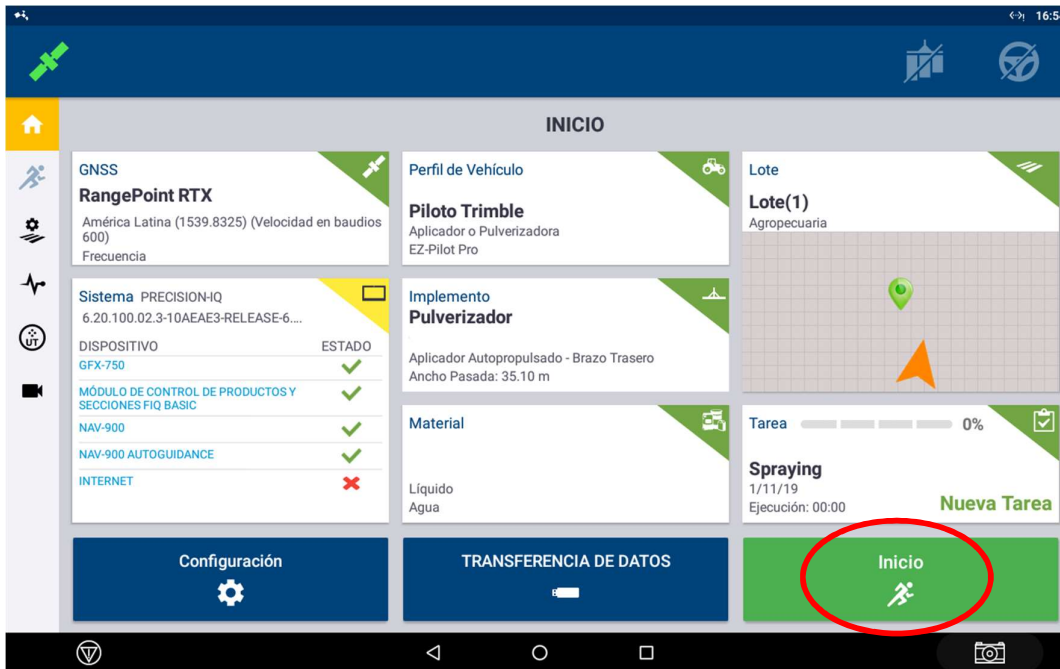 16:5
INICIO
GNSS
RangePoint RTX
América Latina (1539.8325) (Velocidad en baudios
600)
Frecuencia
Perfil de Vehículo
Piloto Trimble
Aplicador o Pulverizadora
EZ-Pilot Pro
Lote
Lote(1)
Agropecuaria
Sistema PRECISION-IQ
6.20.100.02.3-10AEAE3-RELEASE-6....
DISPOSITIVO ESTADO
GFX-750
MÓDULO DE CONTROL DE PRODUCTOS Y
SECCIONES FIQ BASIC
NAV-900
NAV-900 AUTOGUIDANCE
INTERNET
Implemento
Pulverizador
Aplicador Autopropulsado - Brazo Trasero
Ancho Pasada: 35.10 m
Material
Líquido
Agua
Tarea 0%
Spraying
1/11/19
Ejecución: 00:00 Nueva Tarea
UT
Configuración
TRANSFERENCIA DE DATOS
Inicio